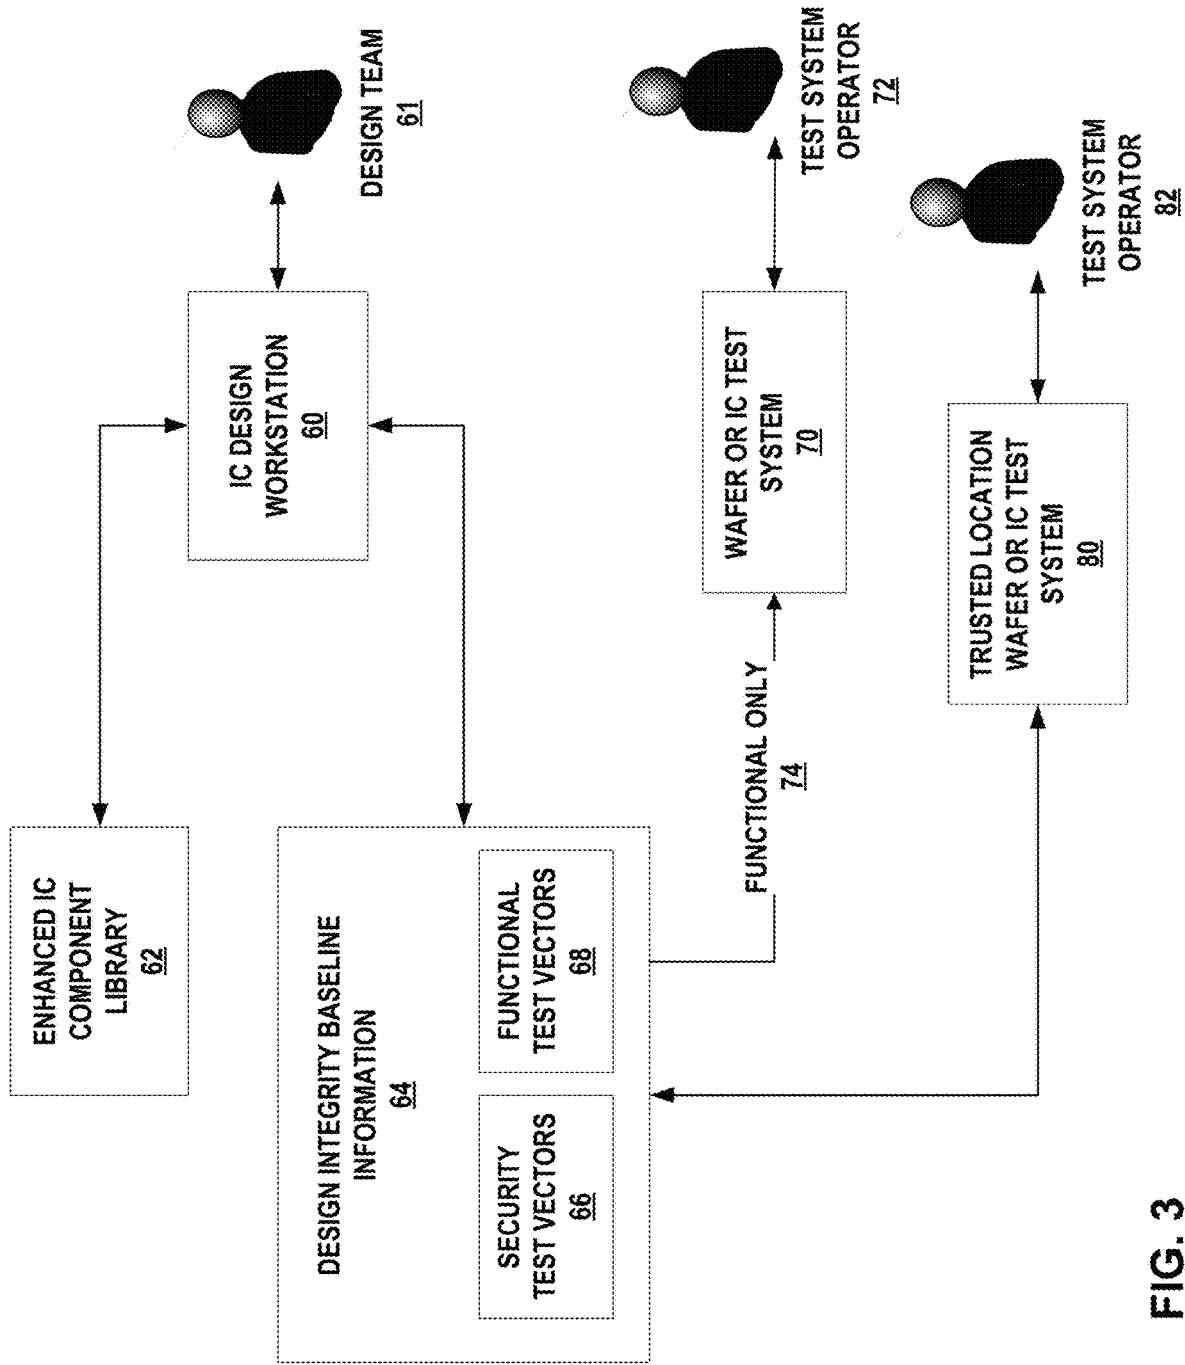 ENHANCED IC
COMPONENT
LIBRARY
62
IC DESIGN
WORKSTATION
60
DESIGN TEAM
61
DESIGN INTEGRITY BASELINE
INFORMATION
64
SECURITY
TEST VECTORS
66
FUNCTIONAL
TEST VECTORS
68
FUNCTIONAL ONLY
74
WAFER OR IC TEST
SYSTEM
70
TEST SYSTEM
OPERATOR
72
TRUSTED LOCATION
WAFER OR IC TEST
SYSTEM
80
TEST SYSTEM
OPERATOR
82
FIG. 3